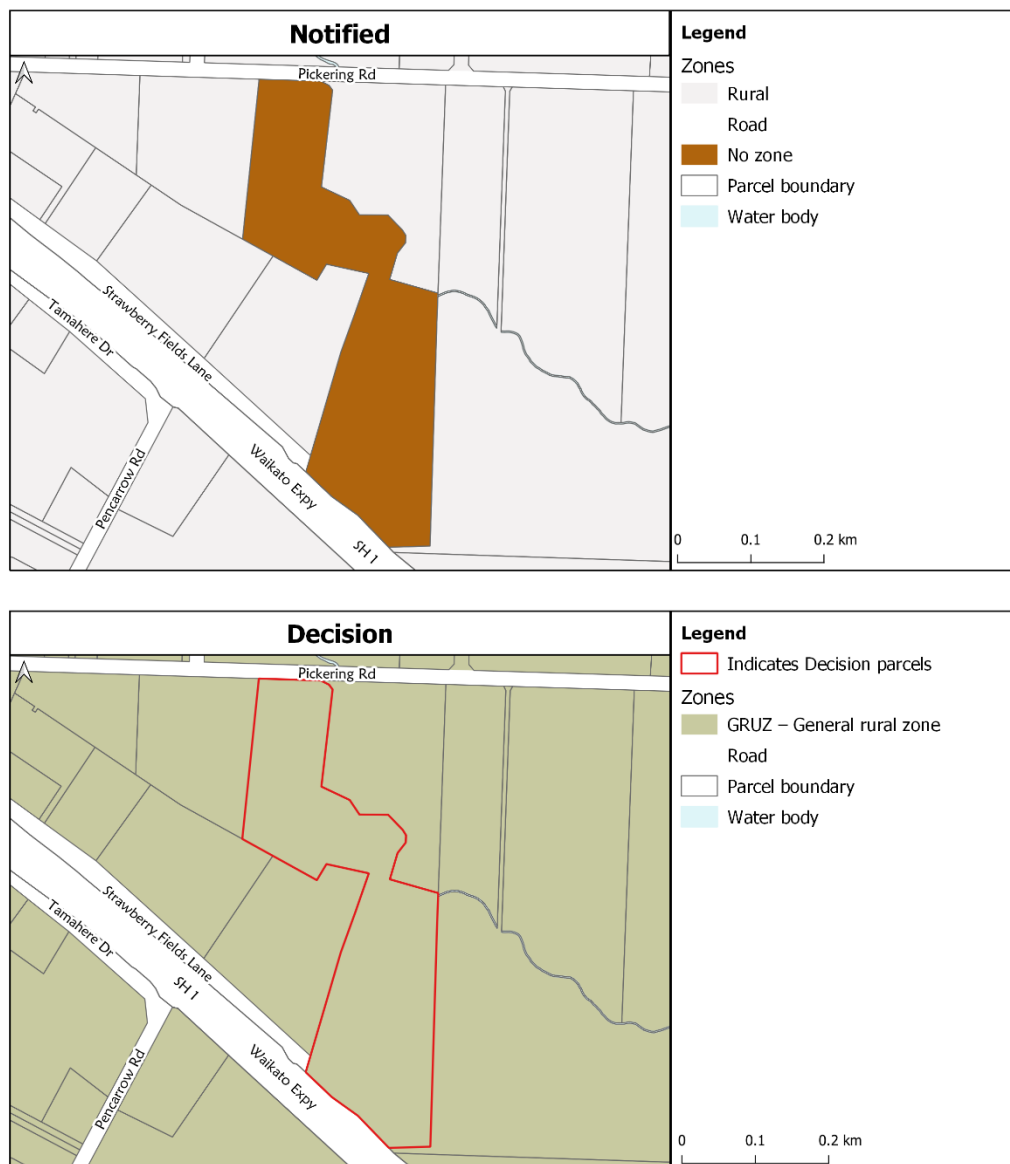 Notified
Pickering Rd
Strawberry Fields Lane
Tamahere Dr
Waikato Expy
Pencarrow Rd
SH 1
Legend
Zones
Rural
Road
No zone
Parcel boundary
Water body
0 0.1 0.2 km
Decision
Pickering Rd
Strawberry Fields Lane
Tamahere Dr
SH 1
Waikato Expy
Pencarrow Rd
Legend
Indicates Decision parcels
Zones
GRUZ – General rural zone
Road
Parcel boundary
Water body
0 0.1 0.2 km